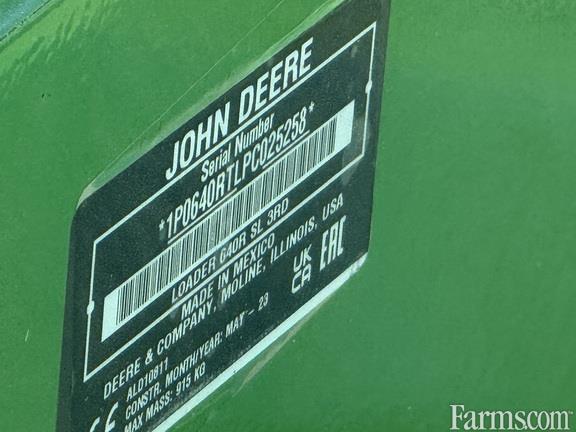 JOHN DEERE
Serial Number
*1P0640RTLPC025258*
LOADER 640R SL 3RD
MADE IN MEXICO
DEERE & COMPANY, MOLINE, ILLINOIS, USA
ALD10811
CONSTR. MONTH/YEAR: MAY - 23
MAX MASS: 915 KG
UK
CA
EAC
CE
Farms.com